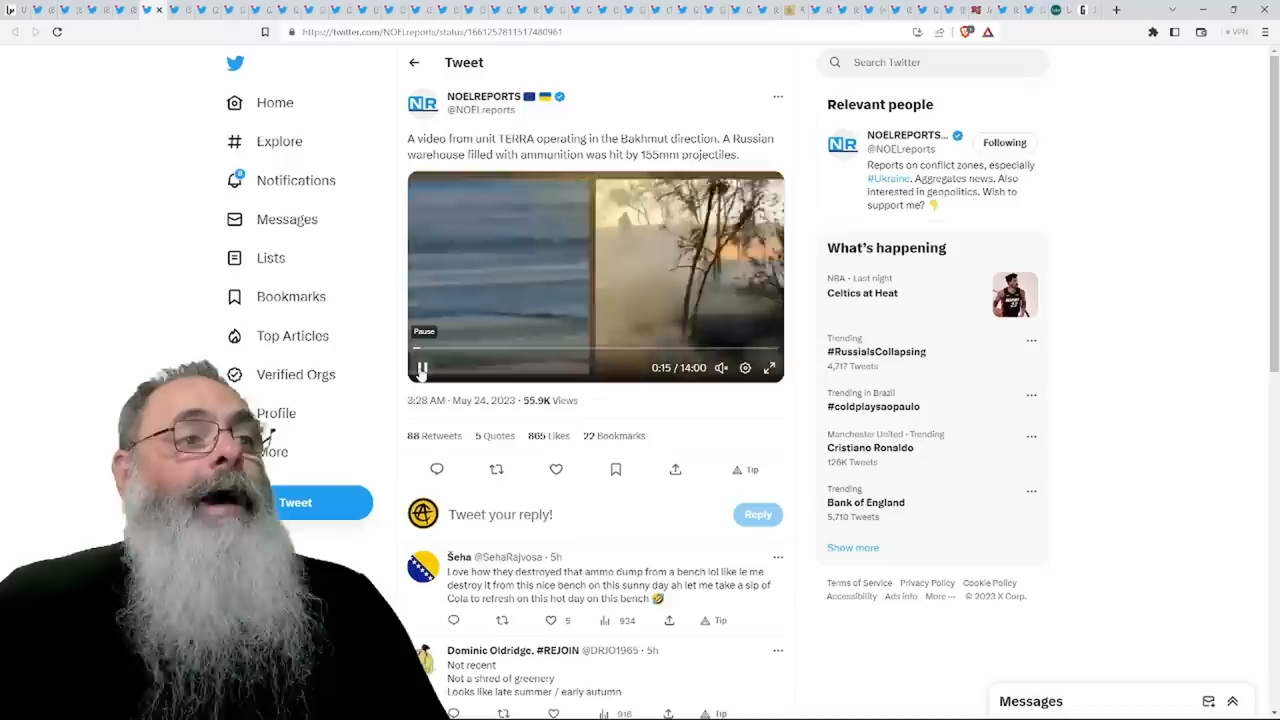 https://twitter.com/NOELreports/status/1661257811517480961
VPN
Home
Explore
8
Notifications
Messages
Lists
Bookmarks
Top Articles
Verified Orgs
Profile
More
Tweet
Tweet
NR
NOELREPORTS
@NOELreports
A video from unit TERRA operating in the Bakhmut direction. A Russian
warehouse filled with ammunition was hit by 155mm projectiles.
Pause
0:15 / 14:00
3:28 AM · May 24, 2023 · 55.9K Views
88 Retweets 5 Quotes 865 Likes 22 Bookmarks
Tip
Tweet your reply!
Reply
Šeha @SehaRajvosa · 5h
Love how they destroyed that ammo dump from a bench lol like le me
destroy it from this nice bench on this sunny day ah let me take a sip of
Cola to refresh on this hot day on this bench 🤣
5 934 Tip
Dominic Oldridge, #REJOIN @DRJO1965 · 5h
Not recent
Not a shred of greenery
Looks like late summer / early autumn
916 Tip
Search Twitter
Relevant people
NR
NOELREPORTS...
@NOELreports
Following
Reports on conflict zones, especially
#Ukraine. Aggregates news. Also
interested in geopolitics. Wish to
support me? 👇
What's happening
NBA · Last night
Celtics at Heat
Trending
#RussiaIsCollapsing
4,717 Tweets
Trending in Brazil
#coldplaysaopaulo
Manchester United · Trending
Cristiano Ronaldo
126K Tweets
Trending
Bank of England
5,710 Tweets
Show more
Terms of Service Privacy Policy Cookie Policy
Accessibility Ads info More ··· © 2023 X Corp.
Messages